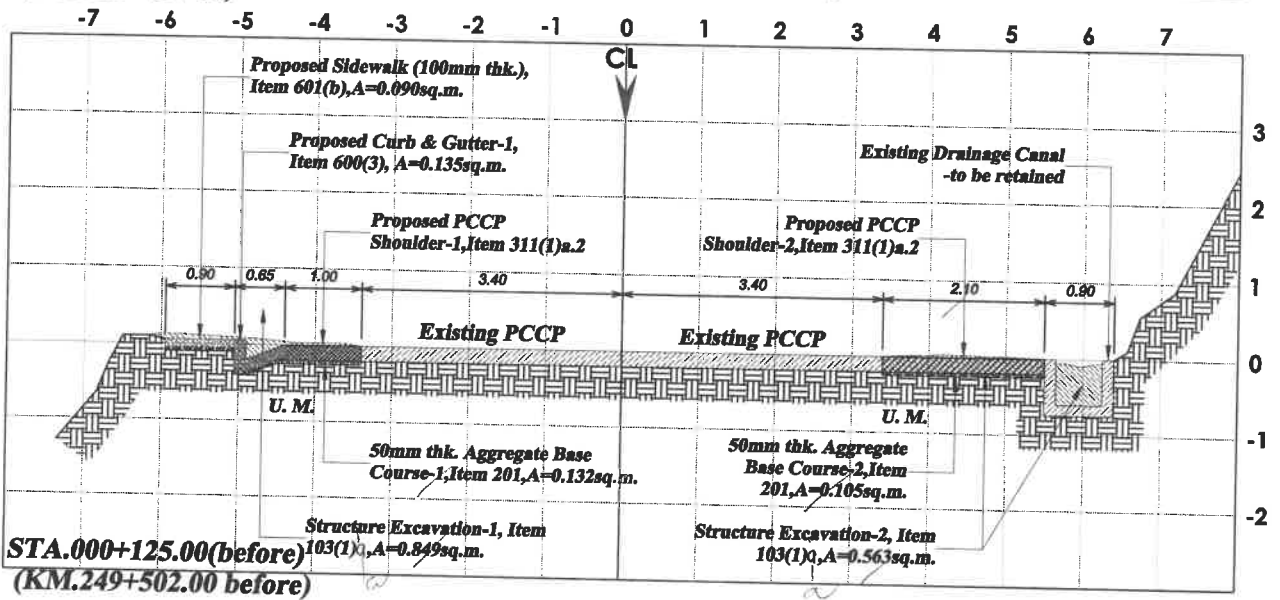 -7 -6 -5 -4 -3 -2 -1 0 1 2 3 4 5 6 7
CL
Proposed Sidewalk (100mm thk.),
Item 601(b),A=0.090sq.m.
Proposed Curb & Gutter-1,
Item 600(3), A=0.135sq.m.
Existing Drainage Canal
-to be retained
Proposed PCCP
Shoulder-1,Item 311(1)a.2
Proposed PCCP
Shoulder-2,Item 311(1)a.2
3
2
1
0
-1
-2
0.90 0.65 1.00 3.40 3.40 2.10 0.90
Existing PCCP Existing PCCP
U. M. U. M.
50mm thk. Aggregate Base
Course-1,Item 201,A=0.132sq.m.
50mm thk. Aggregate
Base Course-2,Item
201,A=0.105sq.m.
Structure Excavation-1, Item
103(1) ,A=0.849sq.m.
Structure Excavation-2, Item
103(1) ,A=0.563sq.m.
STA.000+125.00(before)
(KM.249+502.00 before)